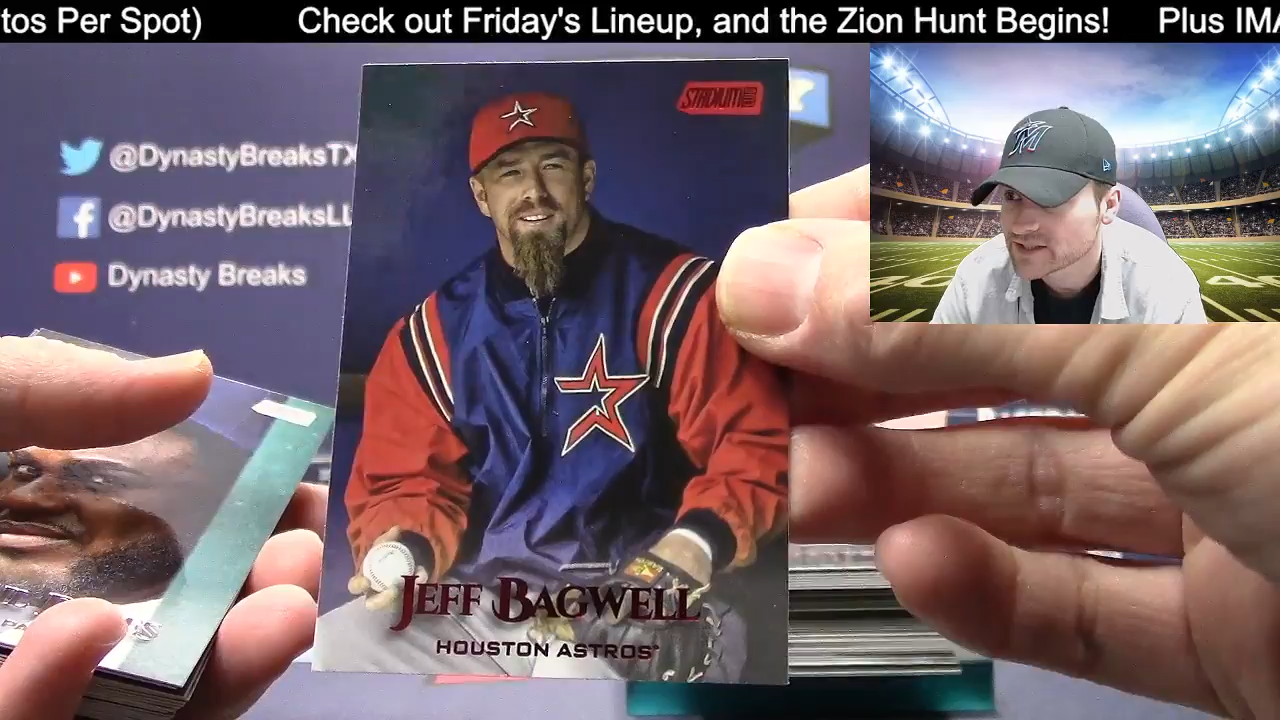 tos Per Spot) Check out Friday's Lineup, and the Zion Hunt Begins! Plus IMA
@DynastyBreaksTX
@DynastyBreaksLL
Dynasty Breaks
STADIUM
M
JEFF BAGWELL
HOUSTON ASTROS